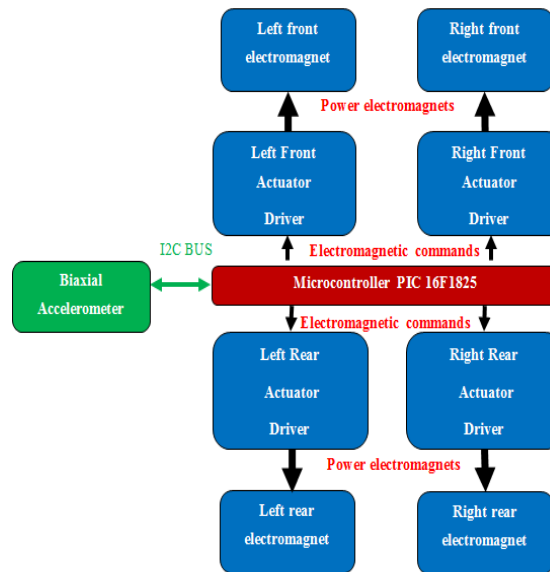 Left front
electromagnet
Right front
electromagnet
Power electromagnets
Left Front
Actuator
Driver
Right Front
Actuator
Driver
I2C BUS
Electromagnetic commands
Biaxial
Accelerometer
Microcontroller PIC 16F1825
Electromagnetic commands
Left Rear
Actuator
Driver
Right Rear
Actuator
Driver
Power electromagnets
Left rear
electromagnet
Right rear
electromagnet